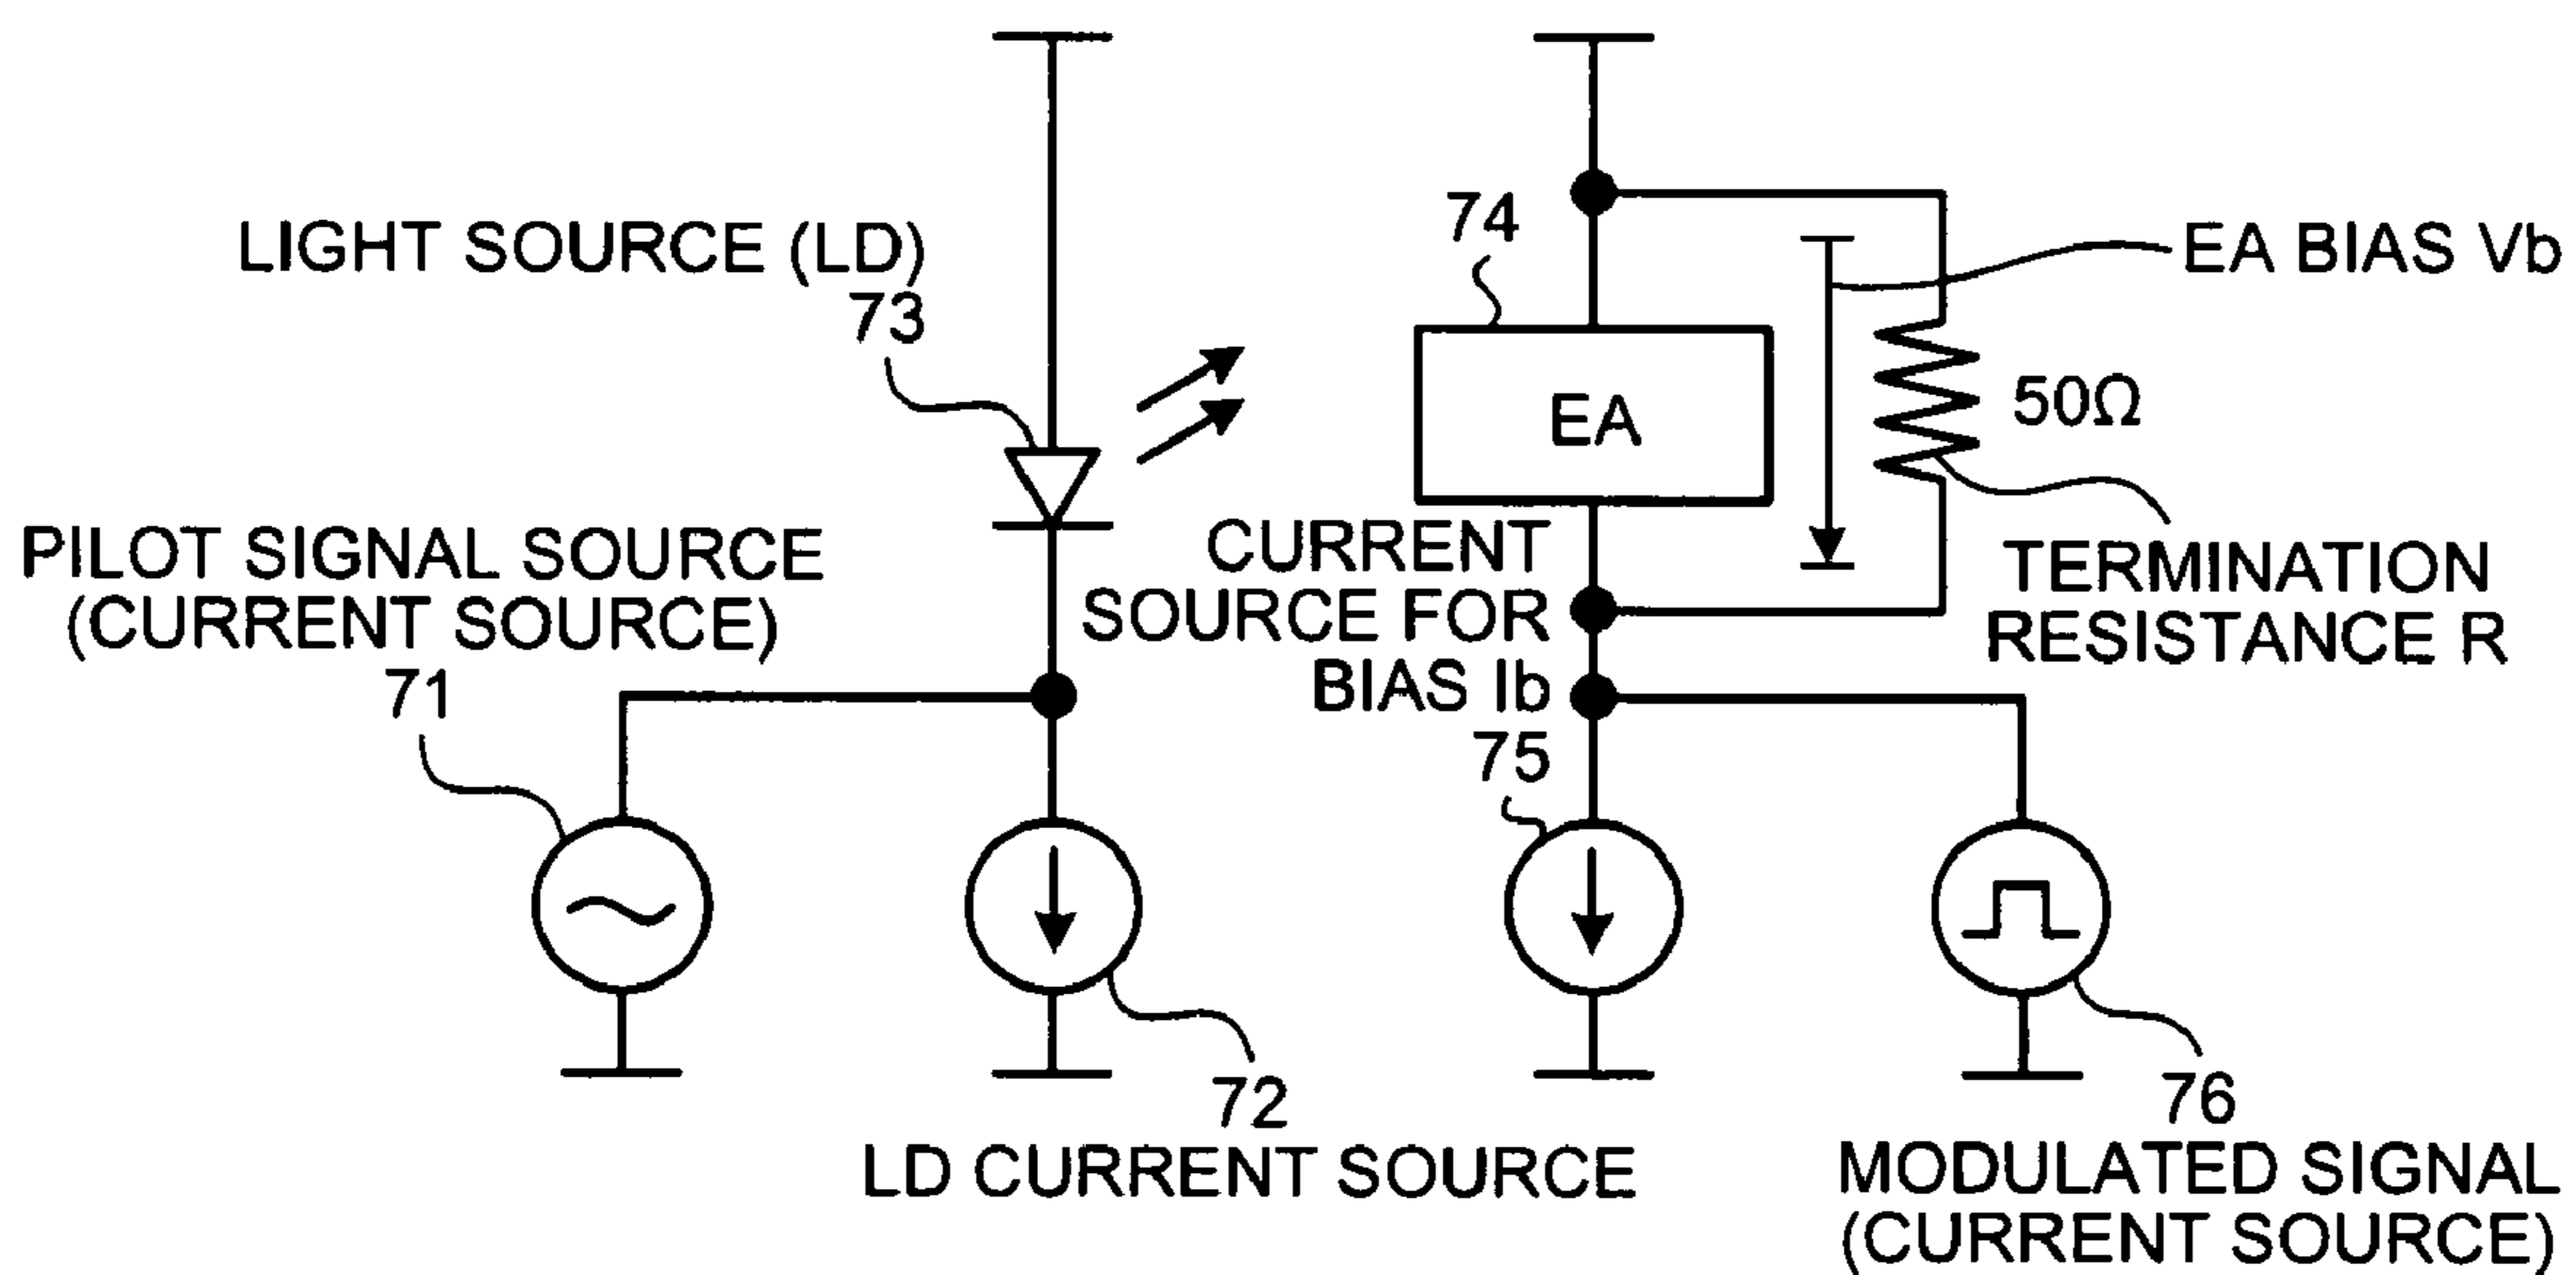 LIGHT SOURCE (LD)
73
PILOT SIGNAL SOURCE
(CURRENT SOURCE)
71
72
LD CURRENT SOURCE
74
EA
EA BIAS Vb
50Ω
TERMINATION
RESISTANCE R
CURRENT
SOURCE FOR
BIAS Ib
75
76
MODULATED SIGNAL
(CURRENT SOURCE)